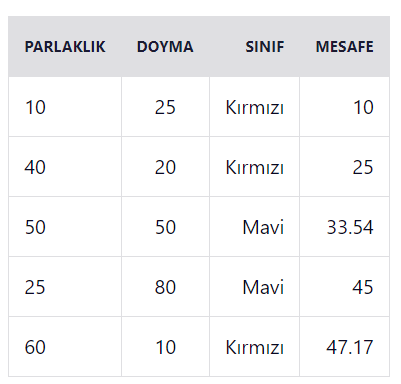 PARLAKLIK DOYMA SINIF MESAFE
10 25 Kırmızı 10
40 20 Kırmızı 25
50 50 Mavi 33.54
25 80 Mavi 45
60 10 Kırmızı 47.17